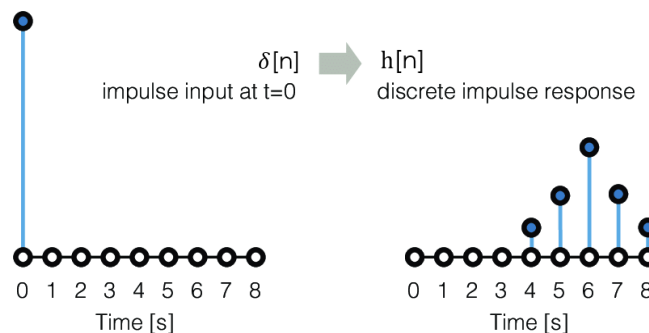 δ[n] h[n]
impulse input at t=0 discrete impulse response
0 1 2 3 4 5 6 7 8 0 1 2 3 4 5 6 7 8
Time [s] Time [s]